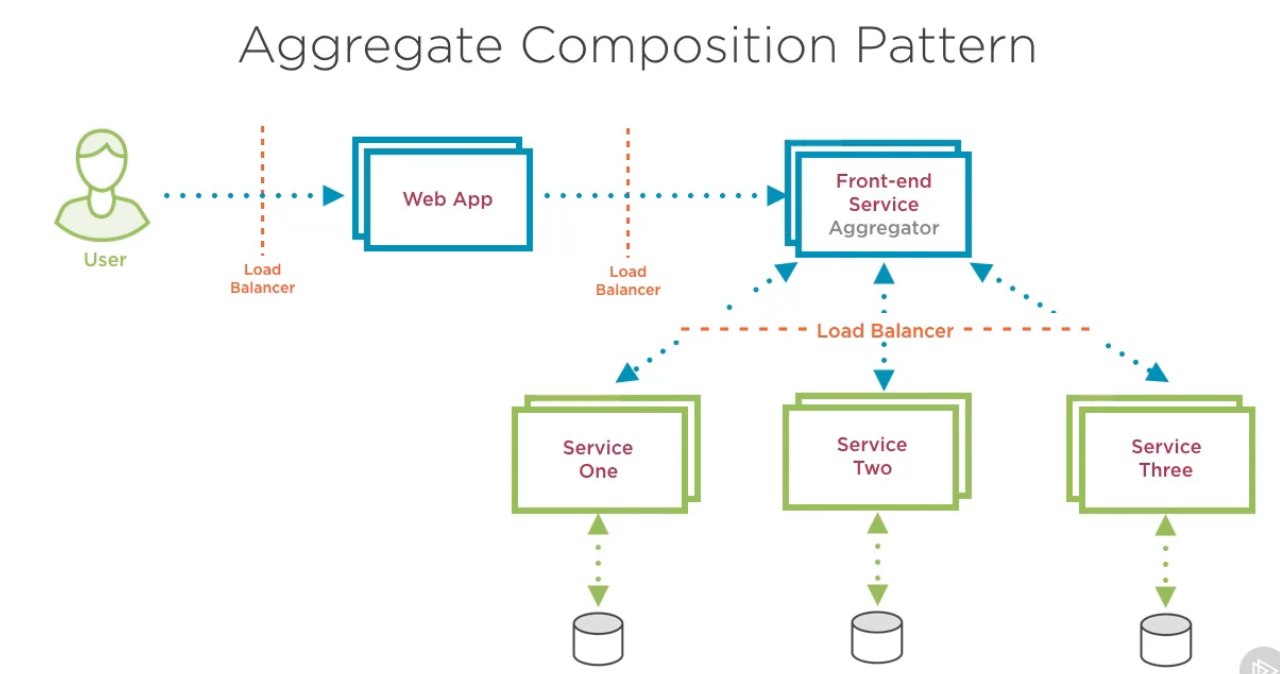 Aggregate Composition Pattern
User
Load
Balancer
Web App
Load
Balancer
Front-end
Service
Aggregator
Load Balancer
Service
One
Service
Two
Service
Three